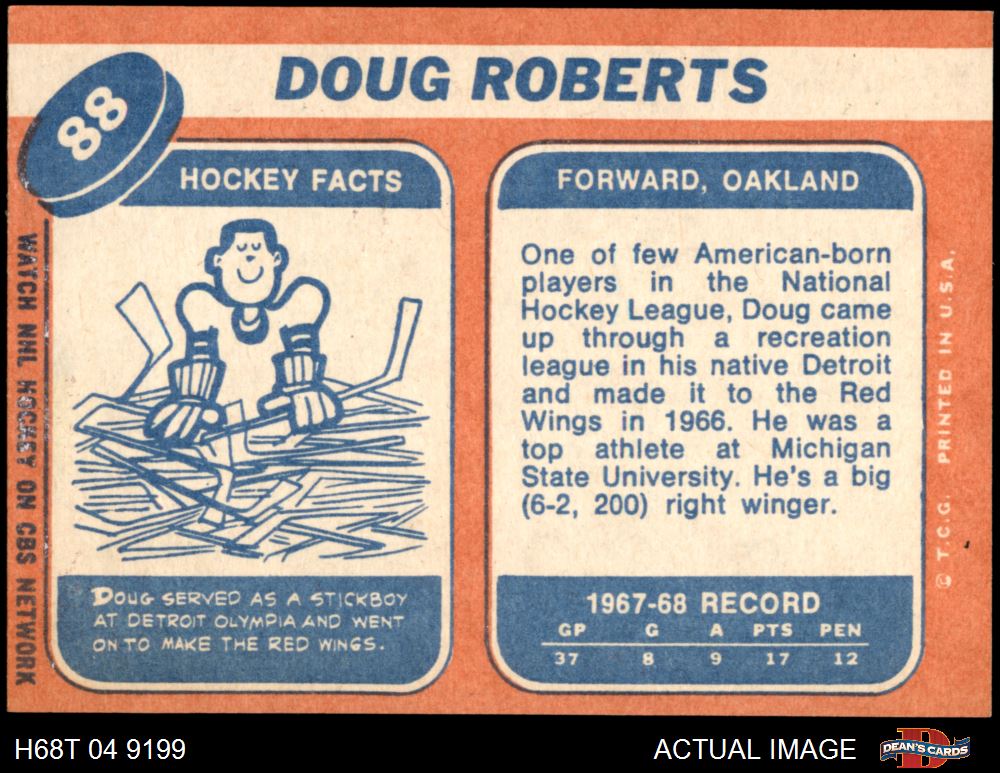 DOUG ROBERTS
88
HOCKEY FACTS
DOUG SERVED AS A STICKBOY
AT DETROIT OLYMPIA AND WENT
ON TO MAKE THE RED WINGS.
WATCH NHL HOCKEY ON CBS NETWORK
FORWARD, OAKLAND
One of few American-born
players in the National
Hockey League, Doug came
up through a recreation
league in his native Detroit
and made it to the Red
Wings in 1966. He was a
top athlete at Michigan
State University. He's a big
(6-2, 200) right winger.
1967-68 RECORD
GP G A PTS PEN
37 8 9 17 12
© T.C.G. PRINTED IN U.S.A.
H68T 04 9199
ACTUAL IMAGE
D
DEAN'S CARDS